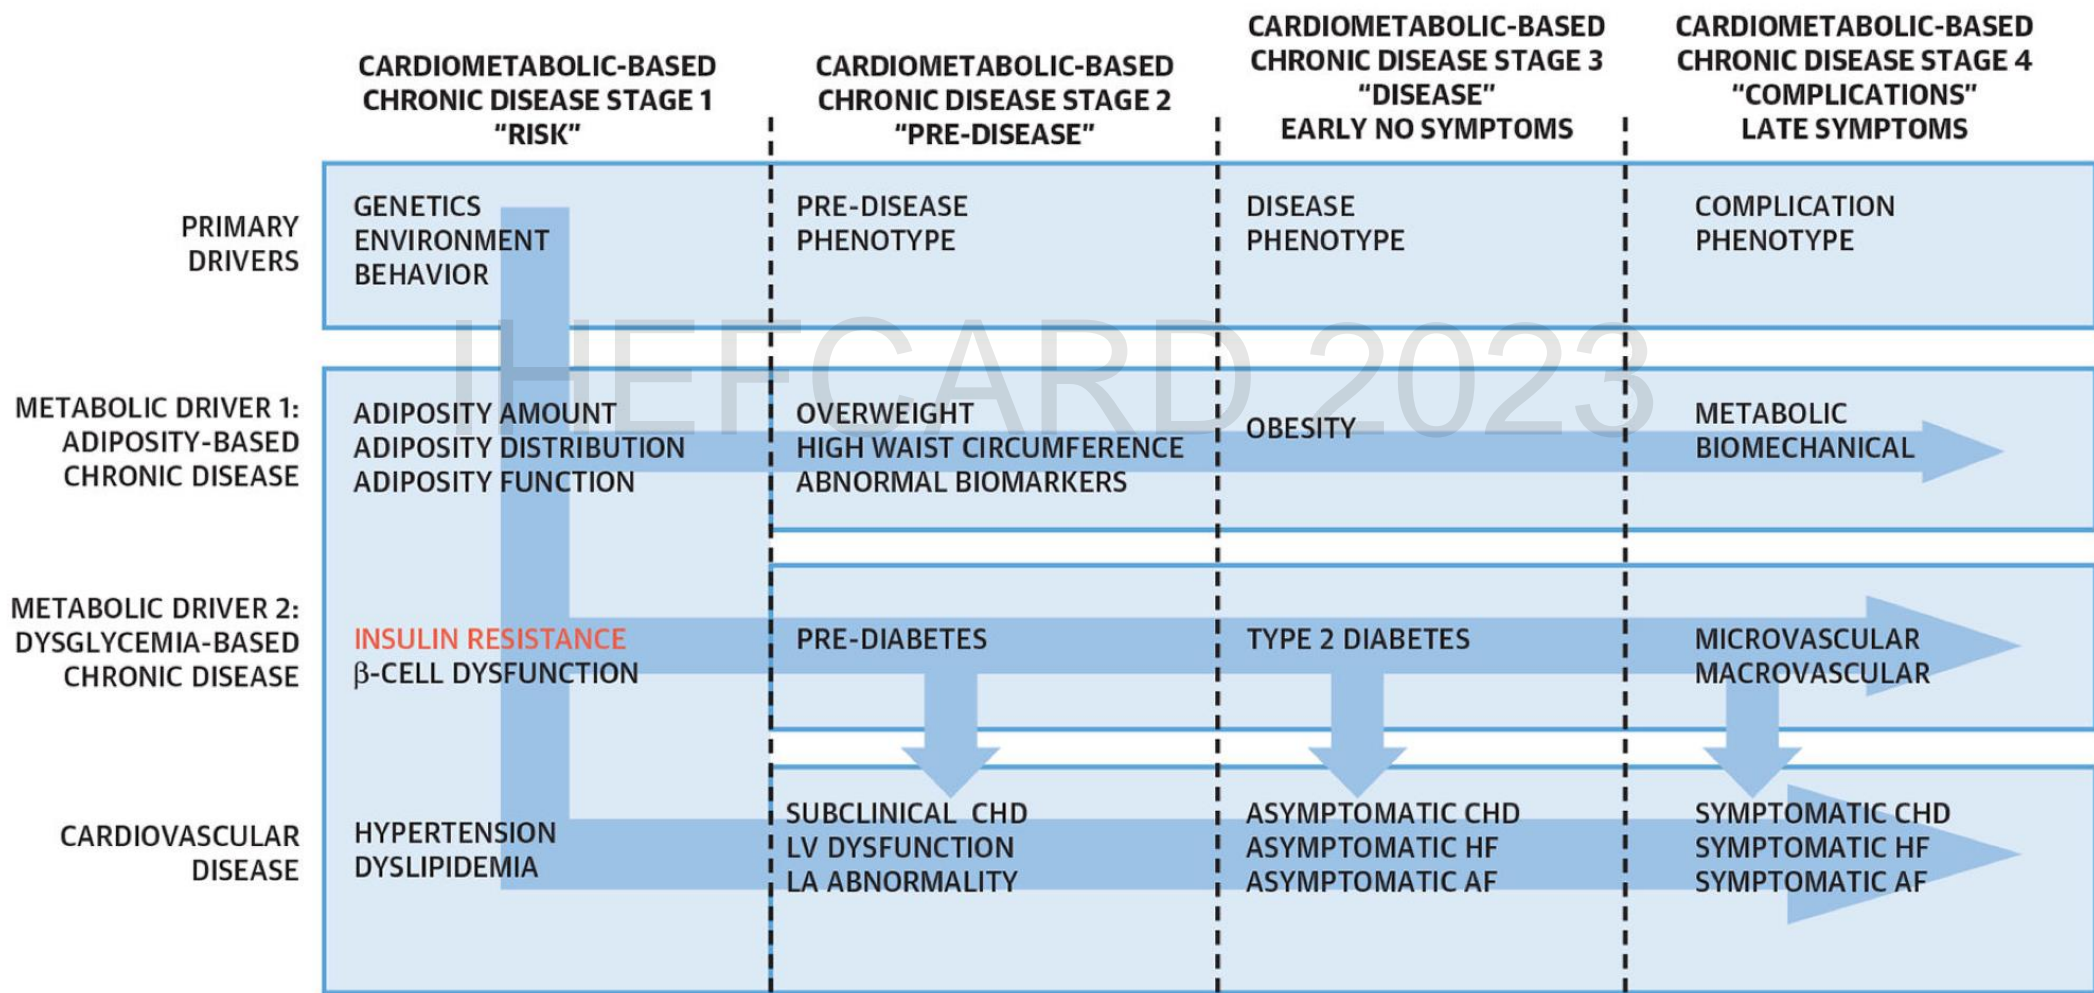 CARDIOMETABOLIC-BASED
CHRONIC DISEASE STAGE 1
“RISK”
CARDIOMETABOLIC-BASED
CHRONIC DISEASE STAGE 2
“PRE-DISEASE”
CARDIOMETABOLIC-BASED
CHRONIC DISEASE STAGE 3
“DISEASE”
EARLY NO SYMPTOMS
CARDIOMETABOLIC-BASED
CHRONIC DISEASE STAGE 4
“COMPLICATIONS”
LATE SYMPTOMS
PRIMARY
DRIVERS
GENETICS
ENVIRONMENT
BEHAVIOR
PRE-DISEASE
PHENOTYPE
DISEASE
PHENOTYPE
COMPLICATION
PHENOTYPE
IHEFCARD 2023
METABOLIC DRIVER 1:
ADIPOSITY-BASED
CHRONIC DISEASE
ADIPOSITY AMOUNT
ADIPOSITY DISTRIBUTION
ADIPOSITY FUNCTION
OVERWEIGHT
HIGH WAIST CIRCUMFERENCE
ABNORMAL BIOMARKERS
OBESITY
METABOLIC
BIOMECHANICAL
METABOLIC DRIVER 2:
DYSGLYCEMIA-BASED
CHRONIC DISEASE
INSULIN RESISTANCE
β-CELL DYSFUNCTION
PRE-DIABETES
TYPE 2 DIABETES
MICROVASCULAR
MACROVASCULAR
CARDIOVASCULAR
DISEASE
HYPERTENSION
DYSLIPIDEMIA
SUBCLINICAL CHD
LV DYSFUNCTION
LA ABNORMALITY
ASYMPTOMATIC CHD
ASYMPTOMATIC HF
ASYMPTOMATIC AF
SYMPTOMATIC CHD
SYMPTOMATIC HF
SYMPTOMATIC AF